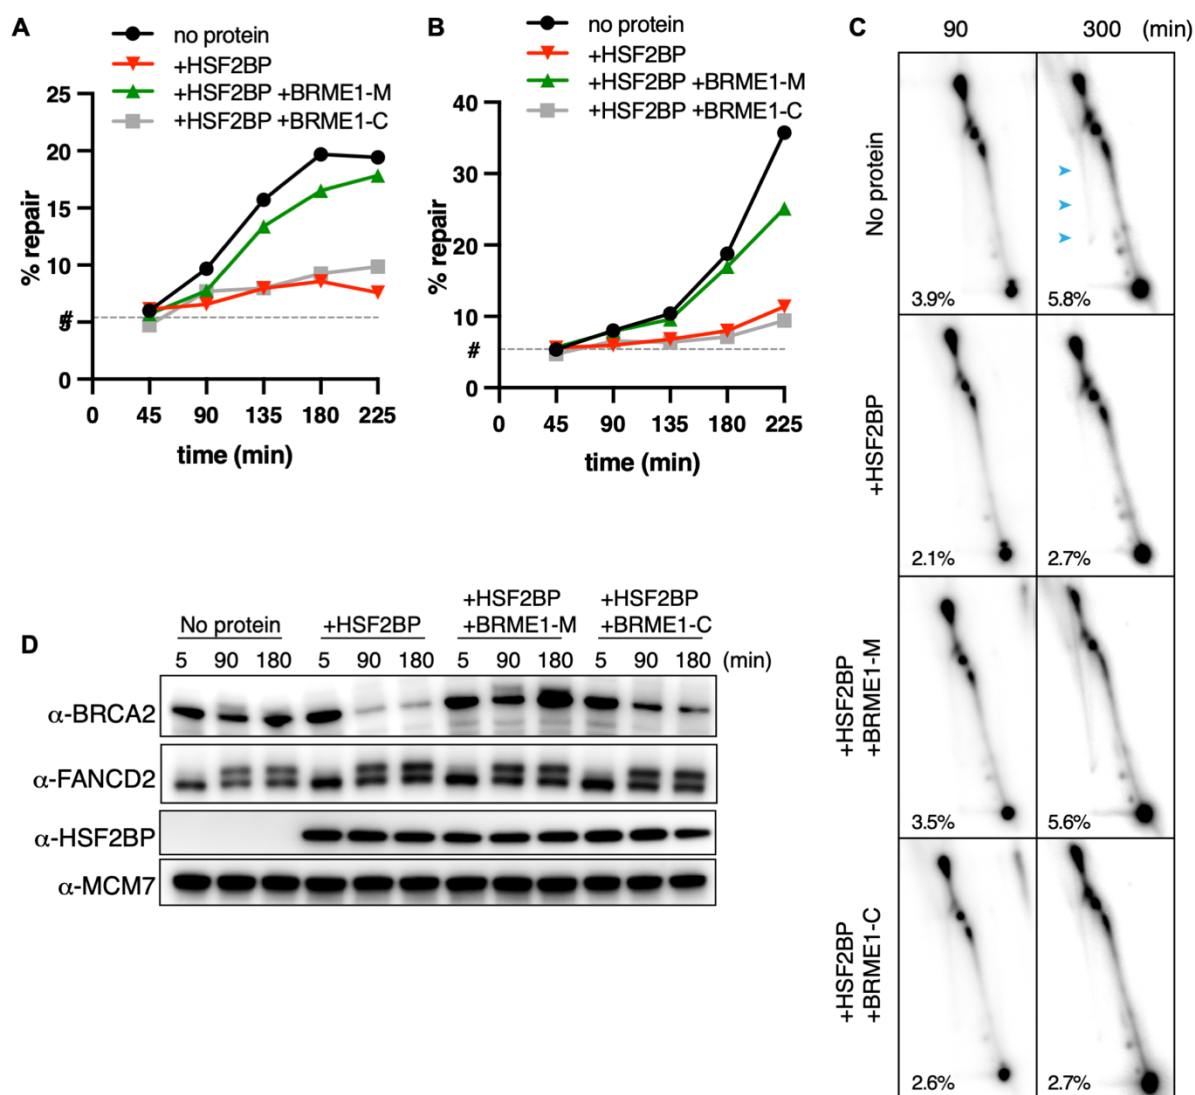 A
no protein
+HSF2BP
+HSF2BP +BRME1-M
+HSF2BP +BRME1-C
% repair
25
20
15
10
5
0
#
0 45 90 135 180 225
time (min)
B
no protein
+HSF2BP
+HSF2BP +BRME1-M
+HSF2BP +BRME1-C
% repair
40
30
20
10
0
#
0 45 90 135 180 225
time (min)
C
90 300 (min)
No protein
3.9% 5.8%
+HSF2BP
2.1% 2.7%
+HSF2BP
+BRME1-M
3.5% 5.6%
+HSF2BP
+BRME1-C
2.6% 2.7%
D
No protein
+HSF2BP
+HSF2BP
+BRME1-M
+HSF2BP
+BRME1-C
5 90 180 5 90 180 5 90 180 5 90 180 (min)
α-BRCA2
α-FANCD2
α-HSF2BP
α-MCM7